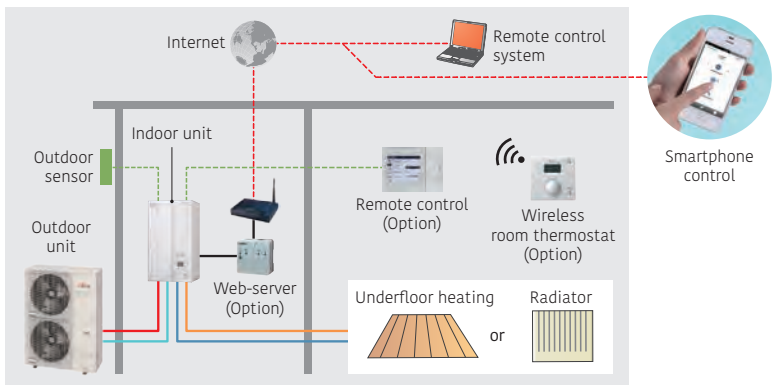 Internet
Remote control
system
Smartphone
control
Indoor unit
Outdoor
sensor
Outdoor
unit
Remote control
(Option)
Wireless
room thermostat
(Option)
Web-server
(Option)
Underfloor heating
or
Radiator